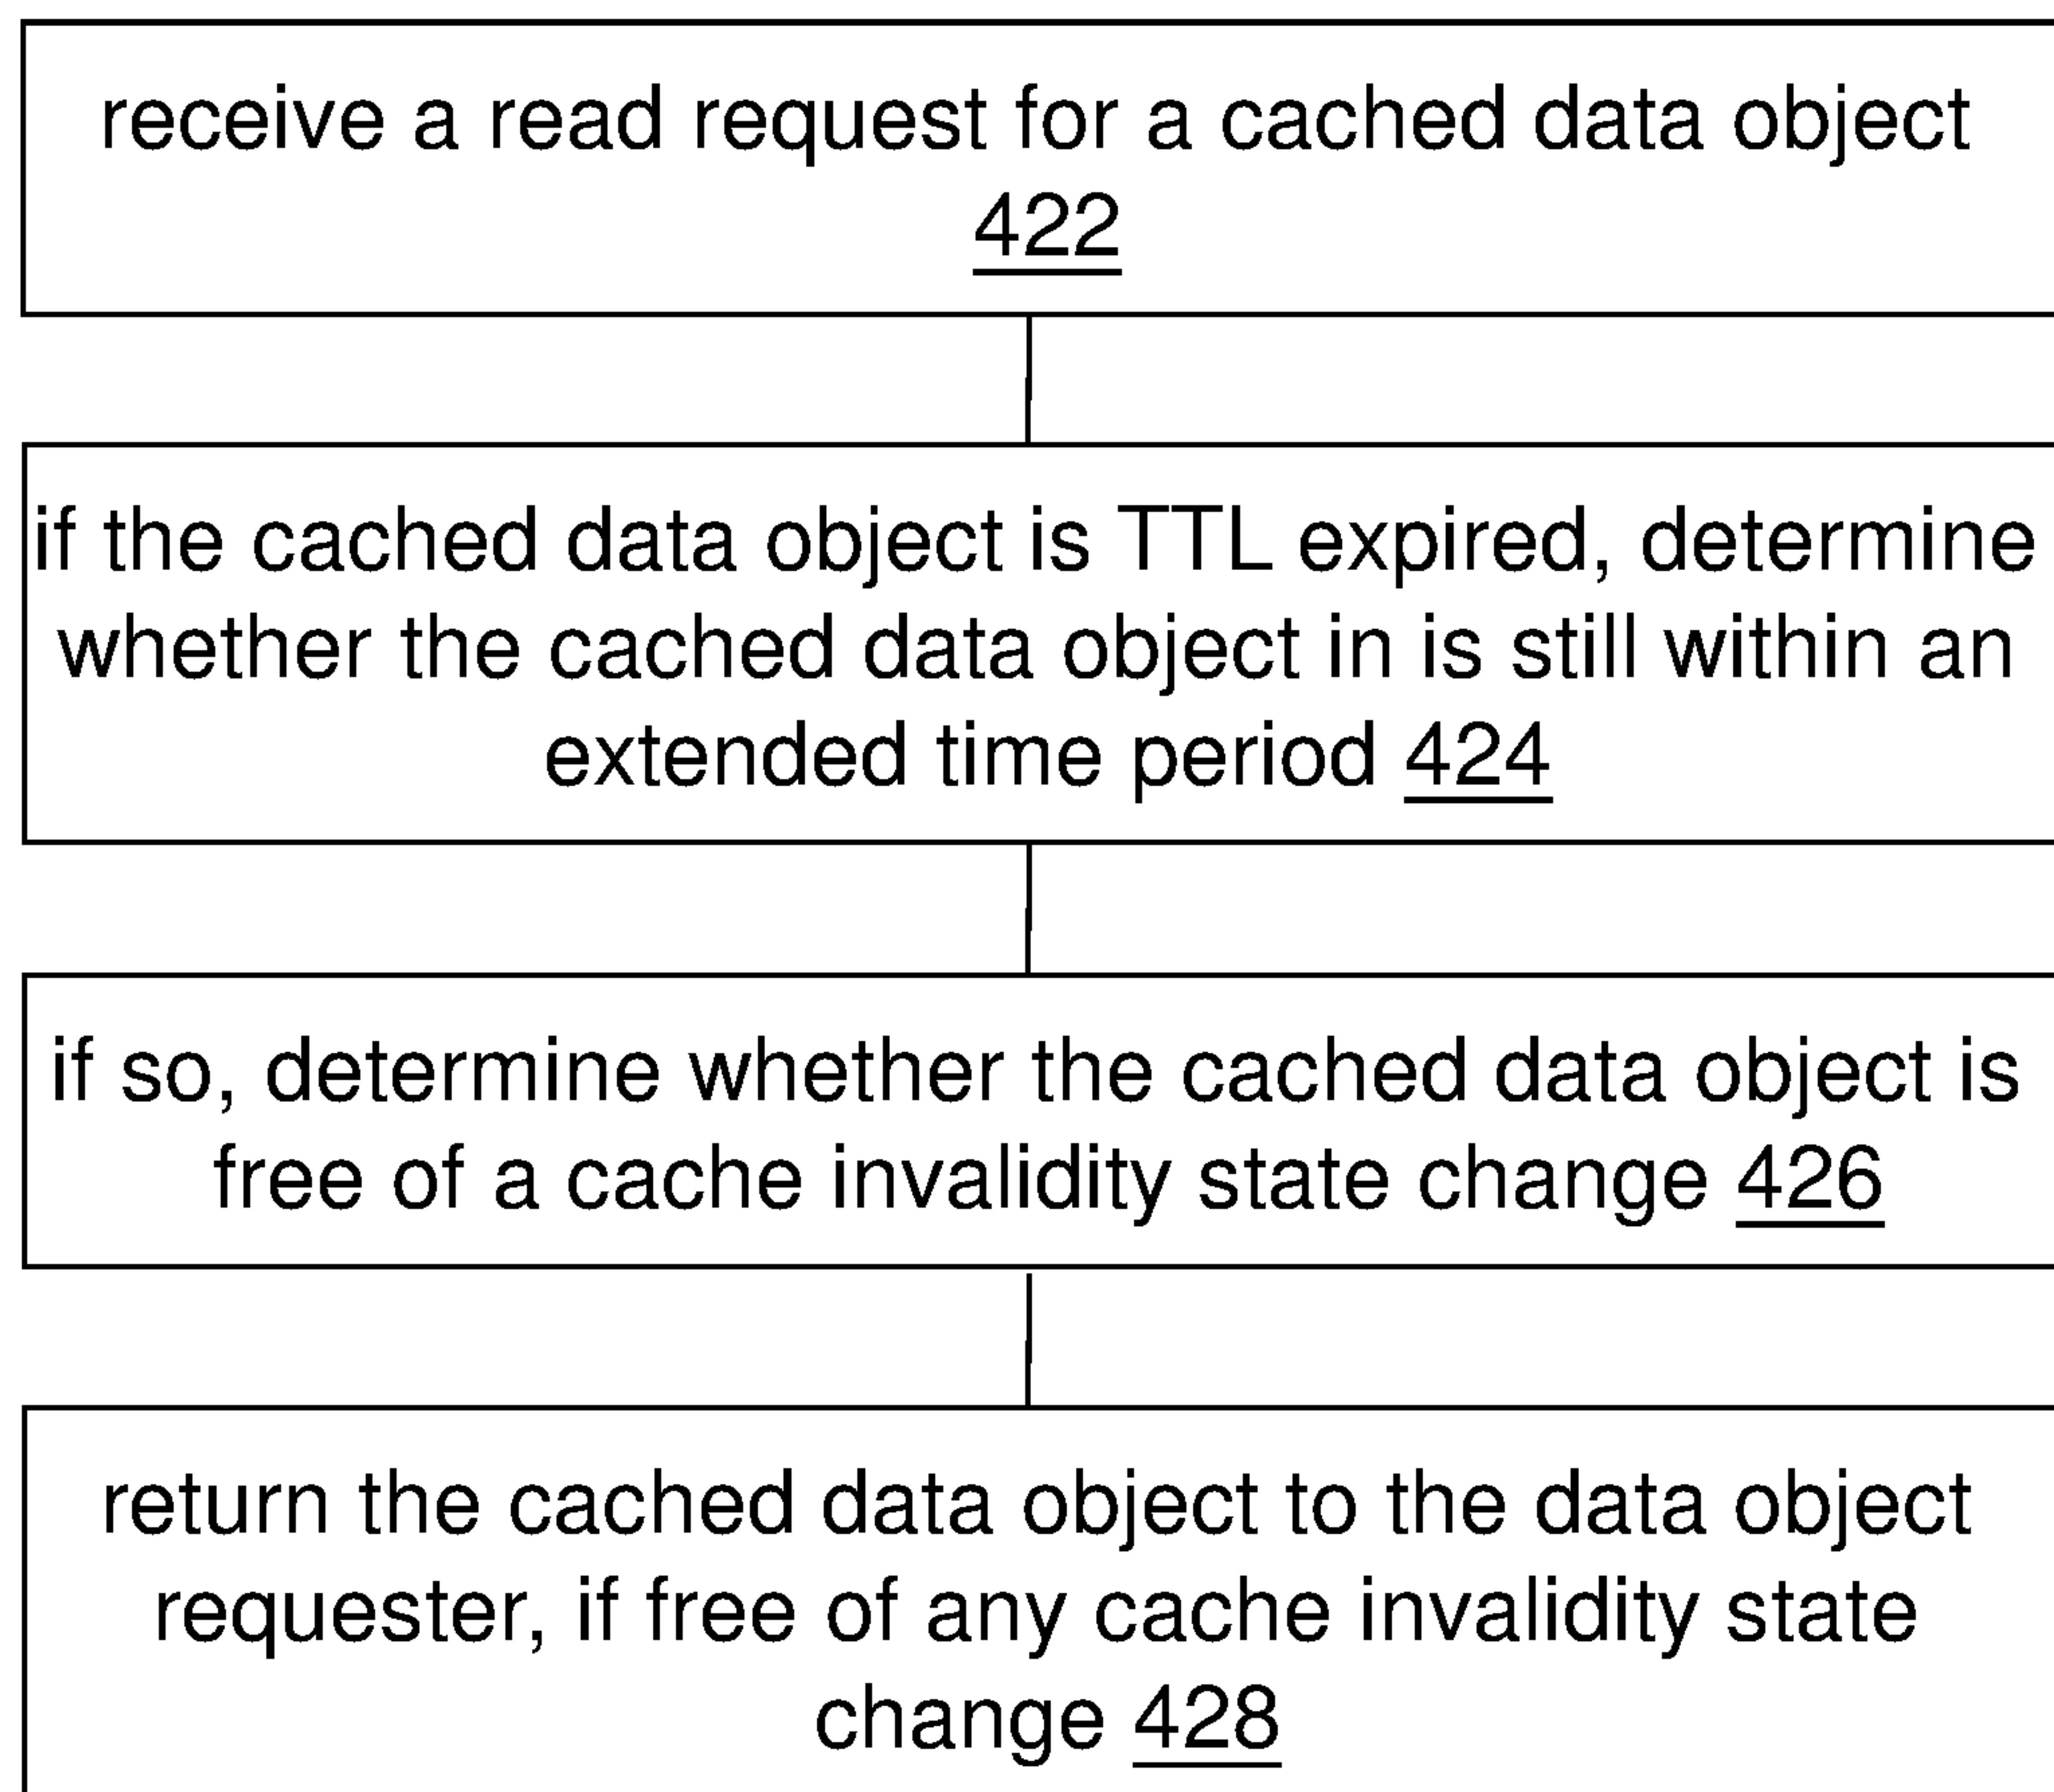 receive a read request for a cached data object
422
if the cached data object is TTL expired, determine
whether the cached data object in is still within an
extended time period 424
if so, determine whether the cached data object is
free of a cache invalidity state change 426
return the cached data object to the data object
requester, if free of any cache invalidity state
change 428